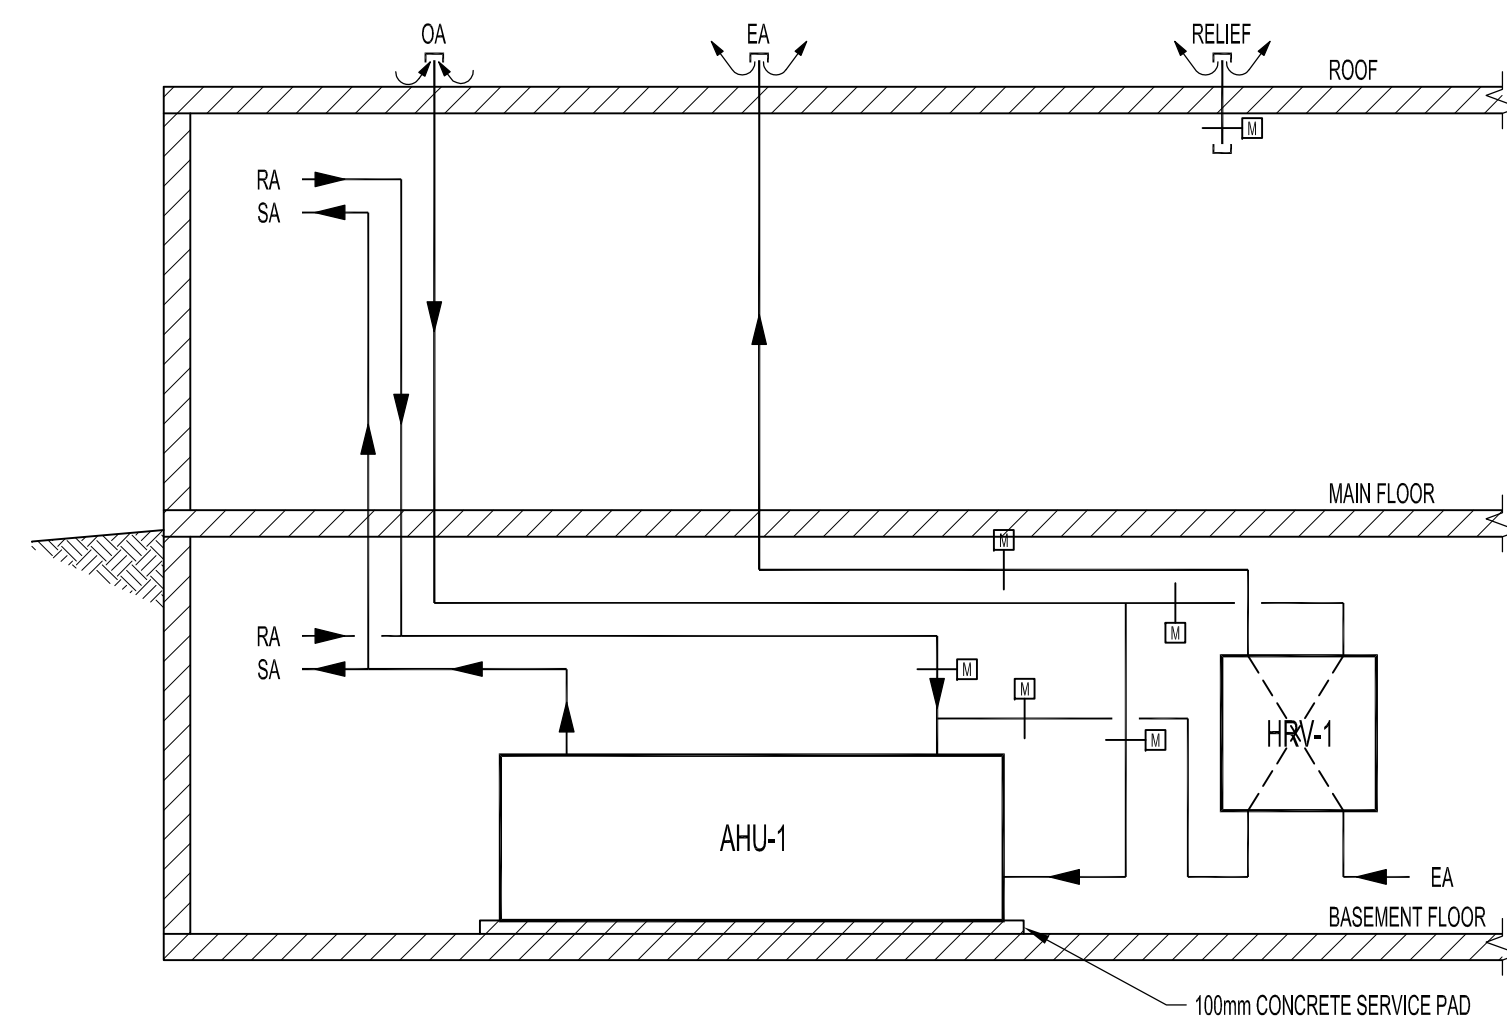 OA
EA
RELIEF
ROOF
M
RA
SA
MAIN FLOOR
M
M
RA
SA
M
M
M
HRV-1
AHU-1
EA
BASEMENT FLOOR
100mm CONCRETE SERVICE PAD